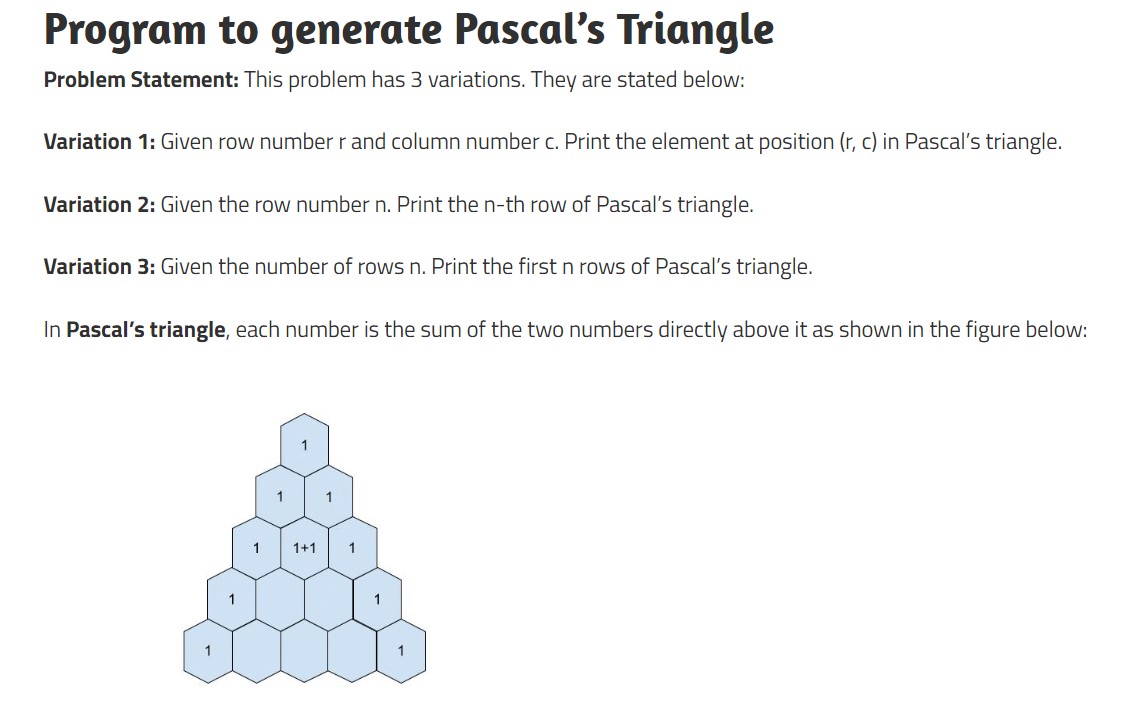 Program to generate Pascal’s Triangle
Problem Statement: This problem has 3 variations. They are stated below:
Variation 1: Given row number r and column number c. Print the element at position (r, c) in Pascal’s triangle.
Variation 2: Given the row number n. Print the n-th row of Pascal’s triangle.
Variation 3: Given the number of rows n. Print the first n rows of Pascal’s triangle.
In Pascal’s triangle, each number is the sum of the two numbers directly above it as shown in the figure below:
1
1 1
1 1+1 1
1 1
1 1